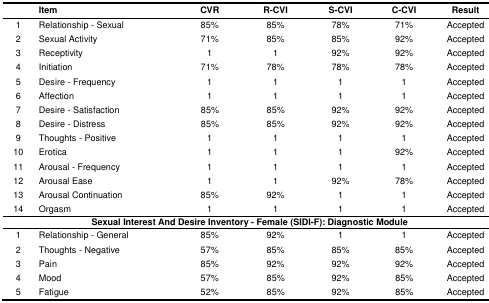 Item CVR R-CVI S-CVI C-CVI Result
1 Relationship - Sexual 85% 85% 78% 71% Accepted
2 Sexual Activity 71% 85% 85% 92% Accepted
3 Receptivity 1 1 92% 92% Accepted
4 Initiation 71% 78% 78% 78% Accepted
5 Desire - Frequency 1 1 1 1 Accepted
6 Affection 1 1 1 1 Accepted
7 Desire - Satisfaction 85% 85% 92% 92% Accepted
8 Desire - Distress 85% 85% 92% 92% Accepted
9 Thoughts - Positive 1 1 1 1 Accepted
10 Erotica 1 1 1 92% Accepted
11 Arousal - Frequency 1 1 1 1 Accepted
12 Arousal Ease 1 1 92% 78% Accepted
13 Arousal Continuation 85% 92% 1 1 Accepted
14 Orgasm 1 1 1 1 Accepted
Sexual Interest And Desire Inventory - Female (SIDI-F): Diagnostic Module
1 Relationship - General 85% 92% 1 1 Accepted
2 Thoughts - Negative 57% 85% 85% 85% Accepted
3 Pain 85% 92% 92% 92% Accepted
4 Mood 57% 85% 92% 85% Accepted
5 Fatigue 52% 85% 92% 85% Accepted